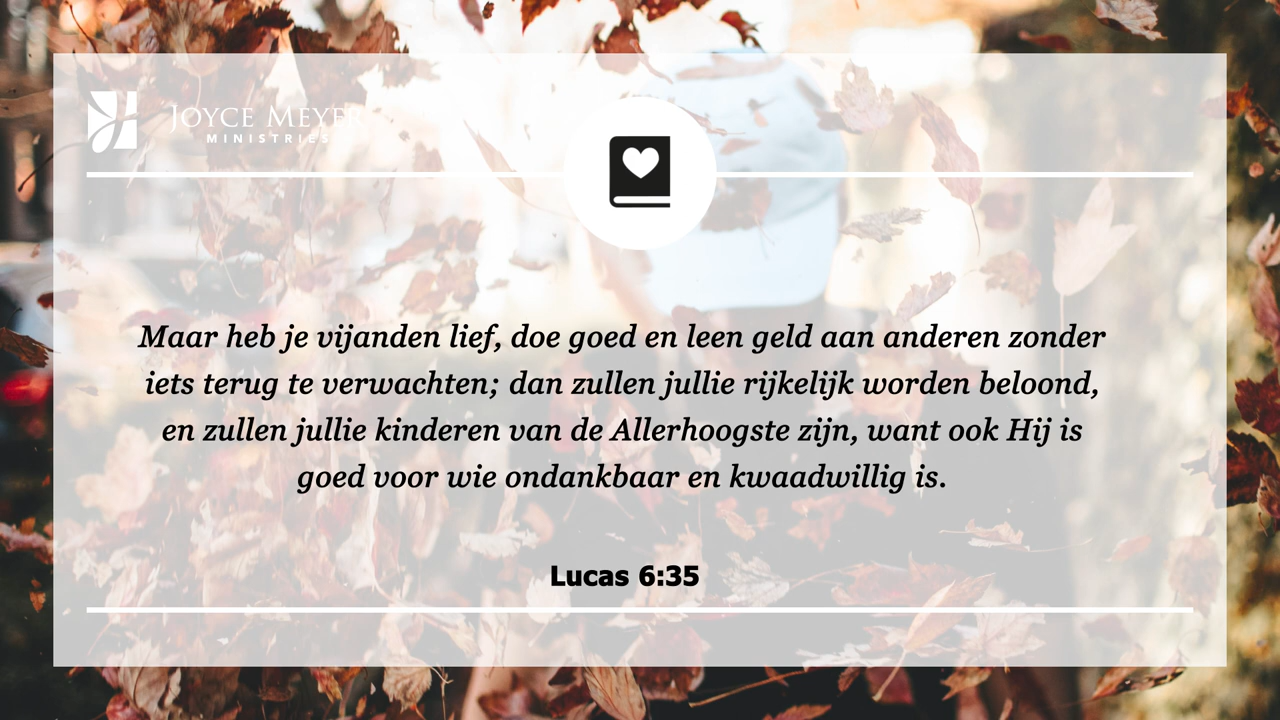 JOYCE MEYER
MINISTRIES
Maar heb je vijanden lief, doe goed en leen geld aan anderen zonder
iets terug te verwachten; dan zullen jullie rijkelijk worden beloond,
en zullen jullie kinderen van de Allerhoogste zijn, want ook Hij is
goed voor wie ondankbaar en kwaadwillig is.
Lucas 6:35